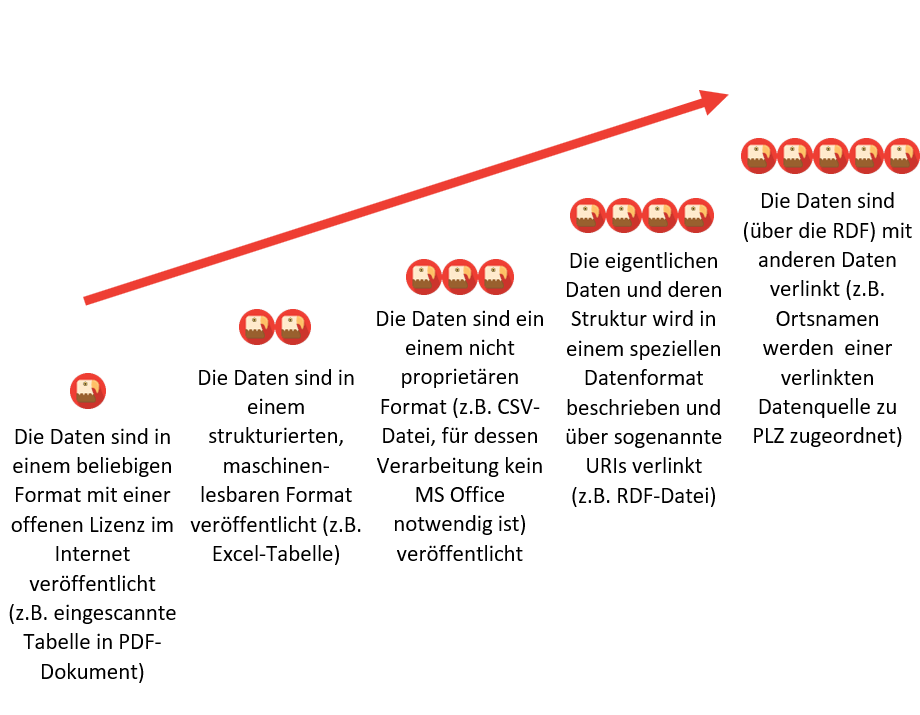 Die Daten sind in
einem beliebigen
Format mit einer
offenen Lizenz im
Internet
veröffentlicht
(z.B. eingescannte
Tabelle in PDF-
Dokument)
Die Daten sind in
einem
strukturierten,
maschinen-
lesbaren Format
veröffentlicht (z.B.
Excel-Tabelle)
Die Daten sind ein
einem nicht
proprietären
Format (z.B. CSV-
Datei, für dessen
Verarbeitung kein
MS Office
notwendig ist)
veröffentlicht
Die eigentlichen
Daten und deren
Struktur wird in
einem speziellen
Datenformat
beschrieben und
über sogenannte
URIs verlinkt
(z.B. RDF-Datei)
Die Daten sind
(über die RDF) mit
anderen Daten
verlinkt (z.B.
Ortsnamen
werden  einer
verlinkten
Datenquelle zu
PLZ zugeordnet)